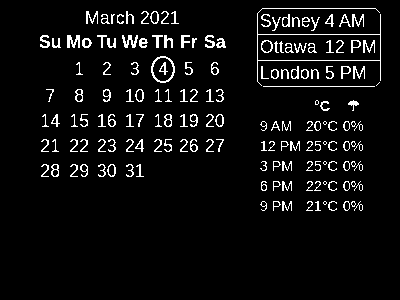 March 2021
Su Mo Tu We Th Fr Sa
1 2 3 4 5 6
7 8 9 10 11 12 13
14 15 16 17 18 19 20
21 22 23 24 25 26 27
28 29 30 31
Sydney 4 AM
Ottawa 12 PM
London 5 PM
°C ☂
9 AM 20°C 0%
12 PM 25°C 0%
3 PM 25°C 0%
6 PM 22°C 0%
9 PM 21°C 0%